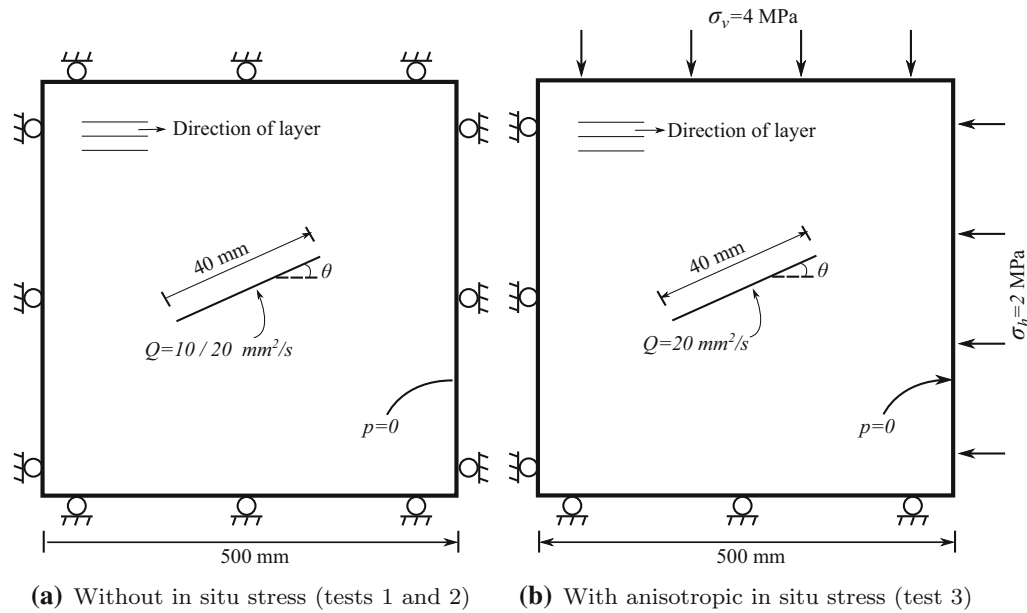 σv=4 MPa
Direction of layer
40 mm
θ
Q=10 / 20 mm²/s
p=0
500 mm
(a) Without in situ stress (tests 1 and 2)
Direction of layer
40 mm
θ
Q=20 mm²/s
σh=2 MPa
p=0
500 mm
(b) With anisotropic in situ stress (test 3)